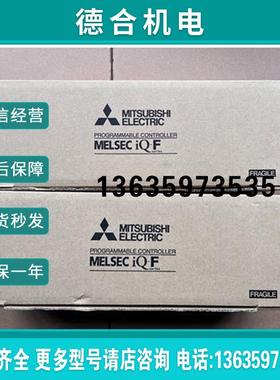 德合机电
信经营
MITSUBISHI
ELECTRIC
PROGRAMMABLE CONTROLLER
MELSEC iQ-F
后保障
13635973535
FRAGILE
货秒发
MITSUBISHI
ELECTRIC
PROGRAMMABLE CONTROLLER
MELSEC iQ-F
保一年
FRAGILE
齐全 更多型号请店咨询 电话:1363597